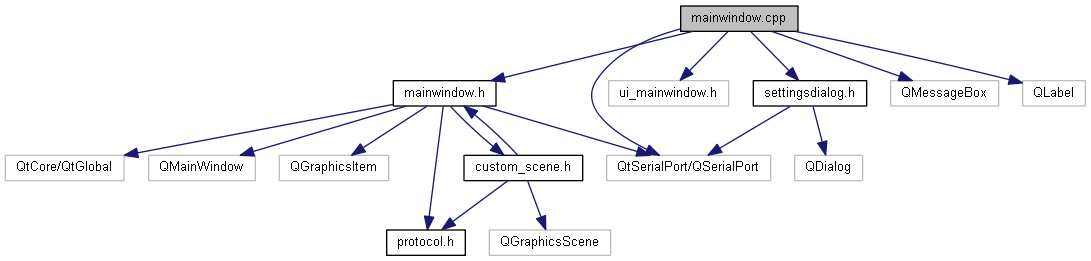 mainwindow.cpp
mainwindow.h
ui_mainwindow.h
settingsdialog.h
QMessageBox
QLabel
QtCore/QtGlobal
QMainWindow
QGraphicsItem
custom_scene.h
QtSerialPort/QSerialPort
QDialog
protocol.h
QGraphicsScene